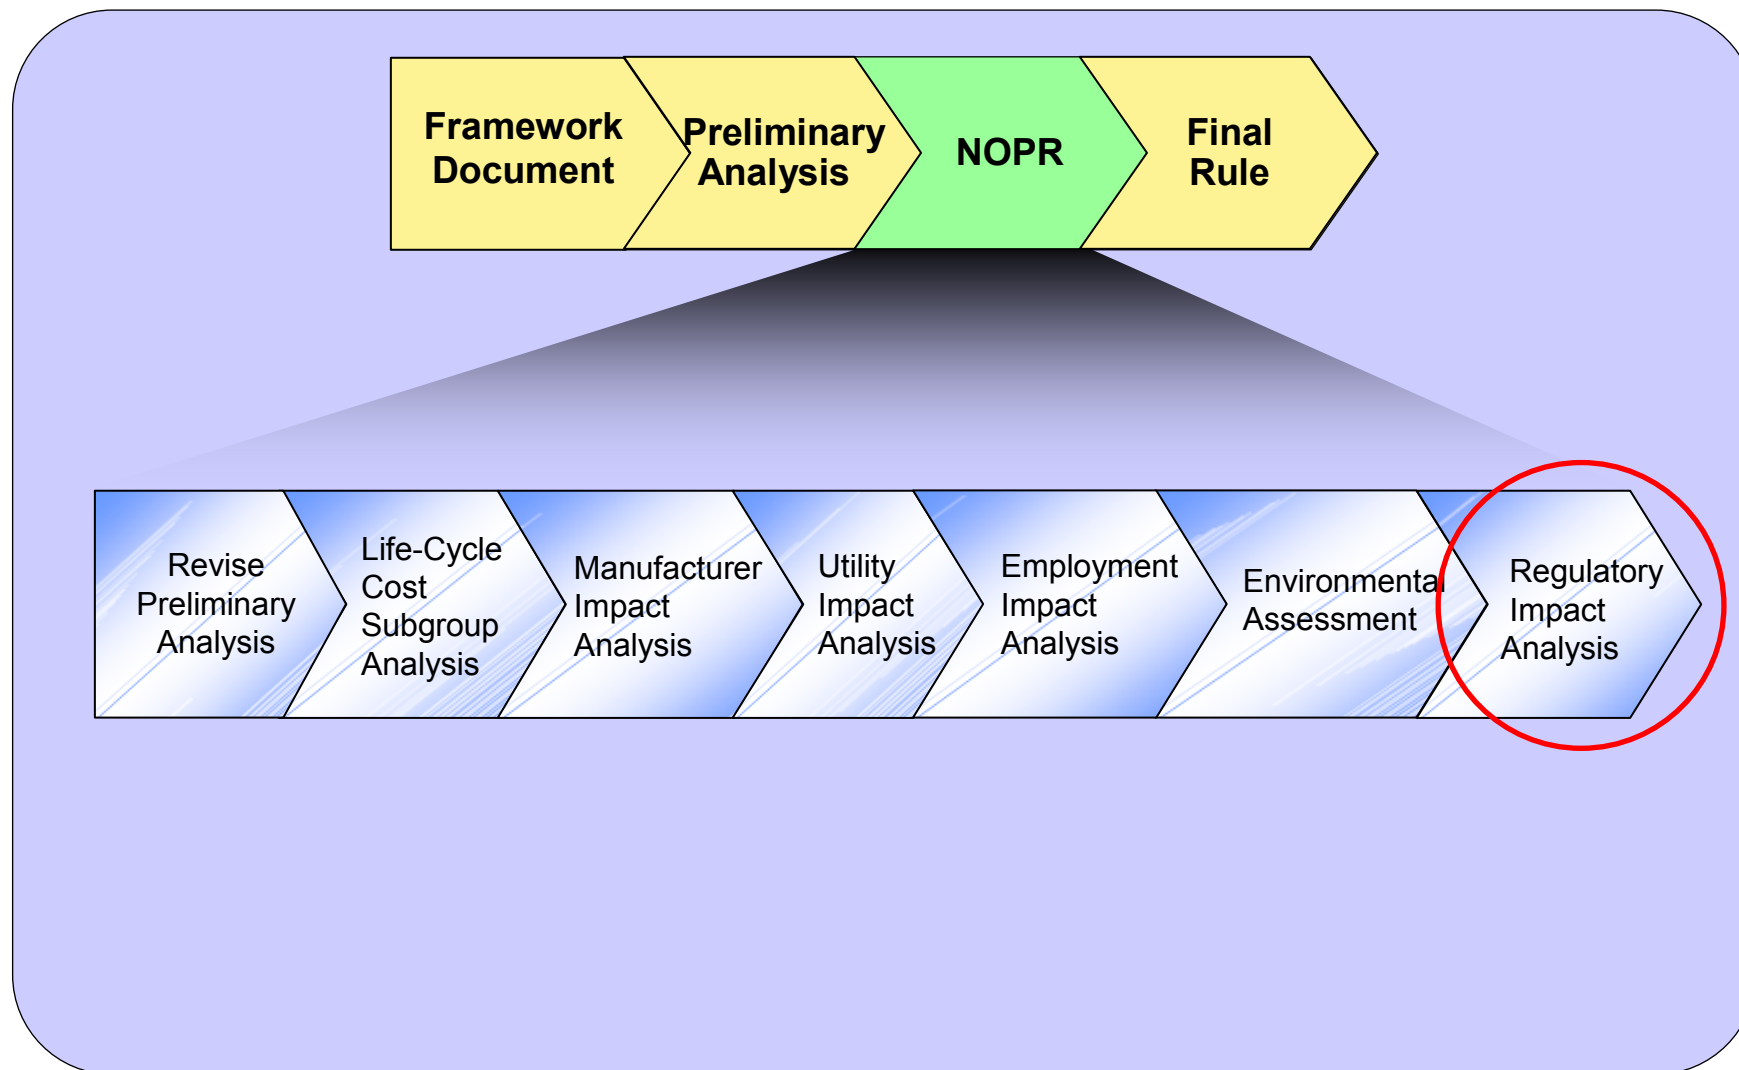 Framework
Document
Preliminary
Analysis
NOPR
Final
Rule
Revise
Preliminary
Analysis
Life-Cycle
Cost
Subgroup
Analysis
Manufacturer
Impact
Analysis
Utility
Impact
Analysis
Employment
Impact
Analysis
Environmental
Assessment
Regulatory
Impact
Analysis